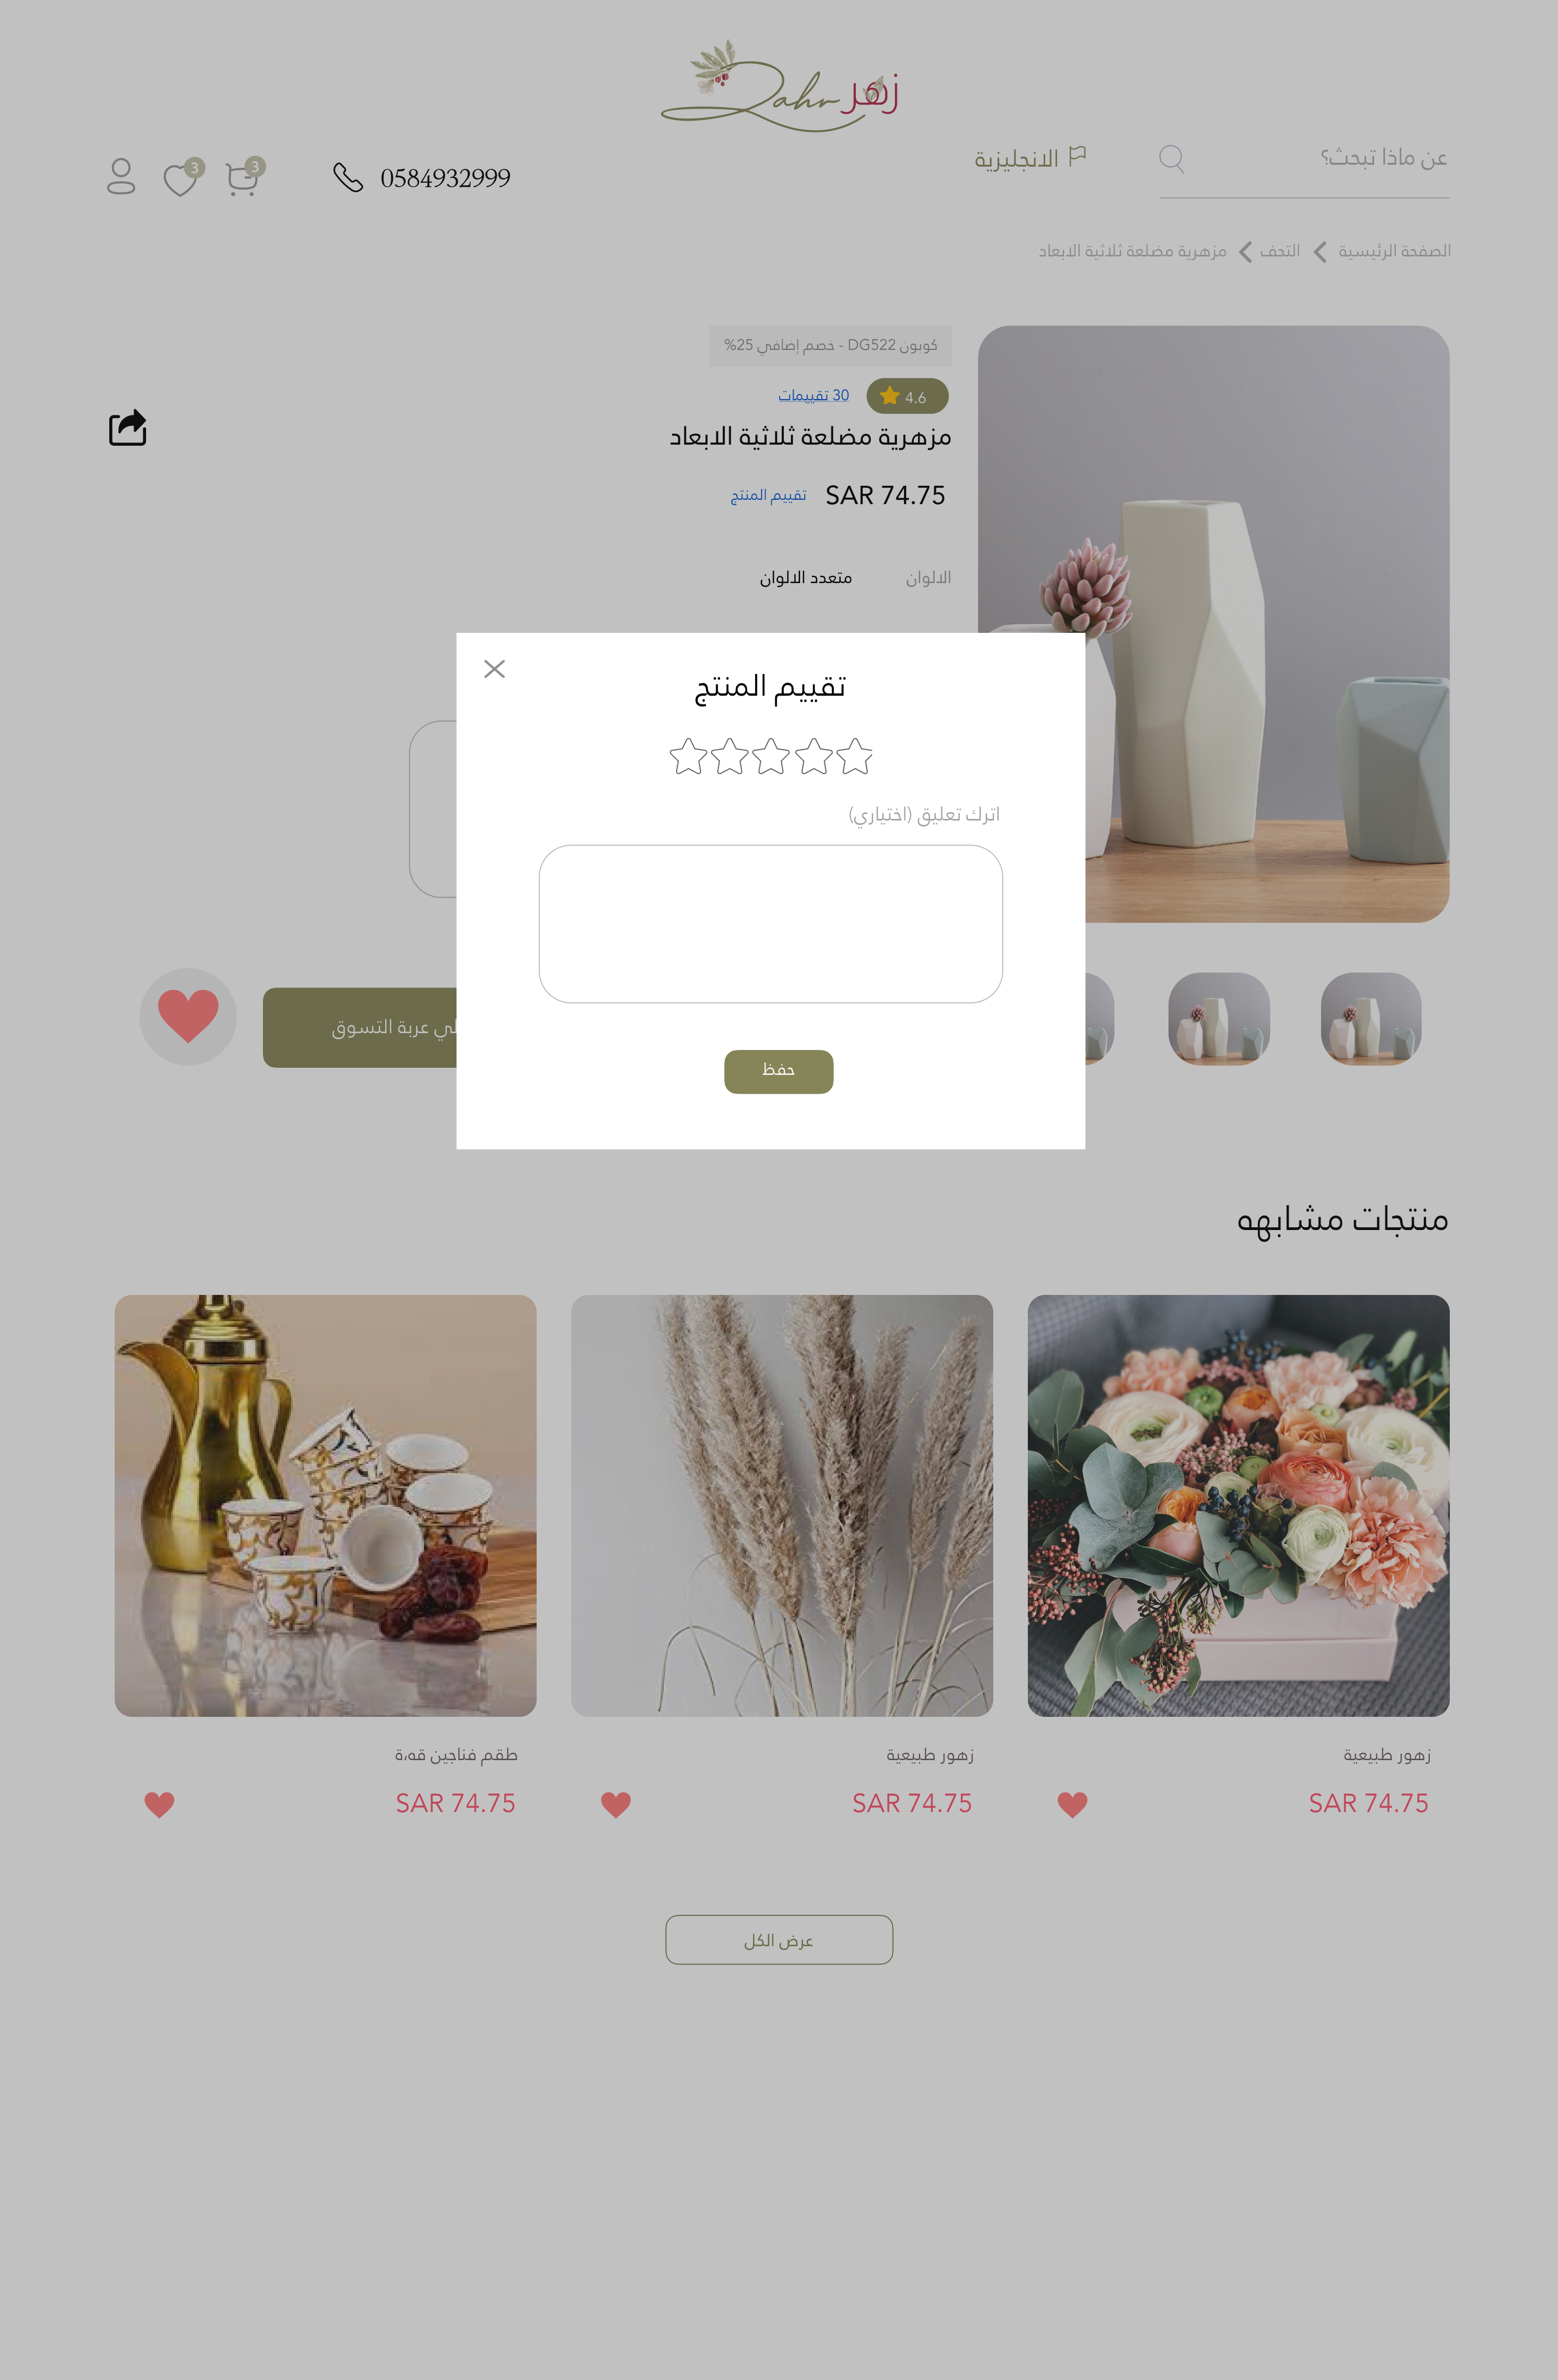 زهر Zahr
عن ماذا تبحث؟
الانجليزية
0584932999
3
3
الصفحة الرئيسية
التحف
مزهرية مضلعة ثلاثية الابعاد
كوبون DG522 - خصم إضافي 25%
4.6
30 تقييمات
مزهرية مضلعة ثلاثية الابعاد
SAR 74.75
تقييم المنتج
الالوان
متعدد الالوان
تقييم المنتج
اترك تعليق (اختياري)
حفظ
عربة التسوق
منتجات مشابهه
زهور طبيعية
SAR 74.75
زهور طبيعية
SAR 74.75
طقم فناجين قهءة
SAR 74.75
عرض الكل